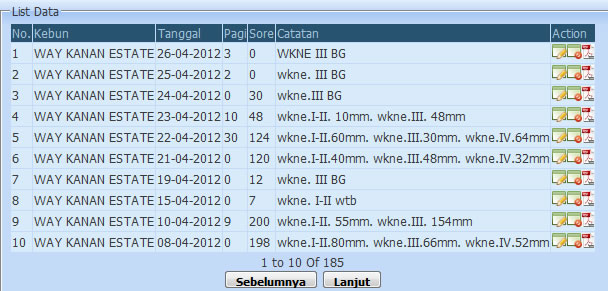 List Data
No. Kebun Tanggal Pagi Sore Catatan Action
1 WAY KANAN ESTATE 26-04-2012 3 0 WKNE III BG
2 WAY KANAN ESTATE 25-04-2012 2 0 wkne. III BG
3 WAY KANAN ESTATE 24-04-2012 0 30 wkne.III BG
4 WAY KANAN ESTATE 23-04-2012 10 48 wkne.I-II. 10mm. wkne.III. 48mm
5 WAY KANAN ESTATE 22-04-2012 30 124 wkne.I-II.60mm. wkne.III.30mm. wkne.IV.64mm
6 WAY KANAN ESTATE 21-04-2012 0 120 wkne.I-II.40mm. wkne.III.48mm. wkne.IV.32mm
7 WAY KANAN ESTATE 19-04-2012 0 12 wkne. III BG
8 WAY KANAN ESTATE 15-04-2012 0 7 wkne. I-II wtb
9 WAY KANAN ESTATE 10-04-2012 9 200 wkne.I-II. 55mm. wkne.III. 154mm
10 WAY KANAN ESTATE 08-04-2012 0 198 wkne.I-II.80mm. wkne.III.66mm. wkne.IV.52mm
1 to 10 Of 185
Sebelumnya Lanjut